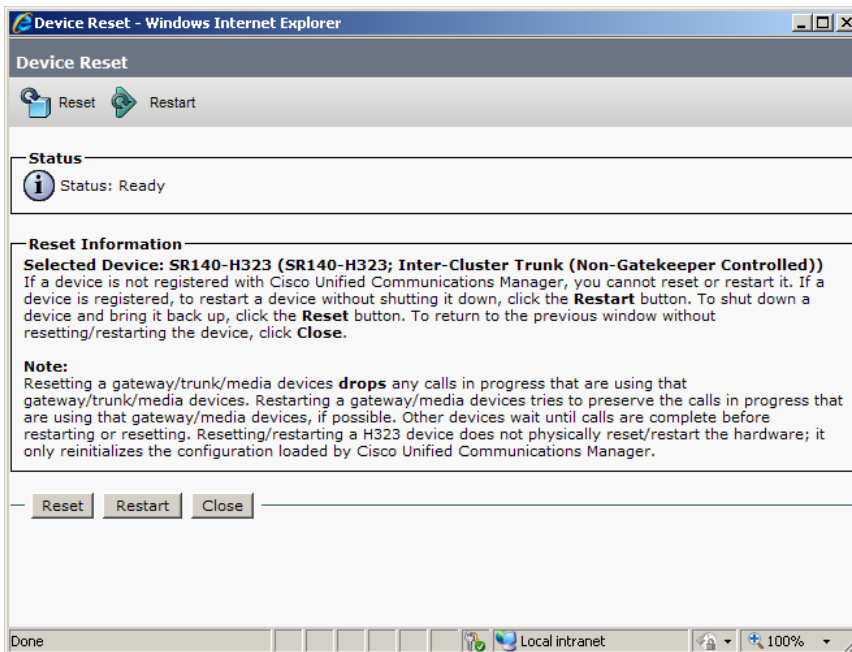 Device Reset - Windows Internet Explorer
Device Reset
Reset Restart
Status
Status: Ready
Reset Information
Selected Device: SR140-H323 (SR140-H323; Inter-Cluster Trunk (Non-Gatekeeper Controlled))
If a device is not registered with Cisco Unified Communications Manager, you cannot reset or restart it. If a
device is registered, to restart a device without shutting it down, click the Restart button. To shut down a
device and bring it back up, click the Reset button. To return to the previous window without
resetting/restarting the device, click Close.
Note:
Resetting a gateway/trunk/media devices drops any calls in progress that are using that
gateway/trunk/media devices. Restarting a gateway/media devices tries to preserve the calls in progress that
are using that gateway/media devices, if possible. Other devices wait until calls are complete before
restarting or resetting. Resetting/restarting a H323 device does not physically reset/restart the hardware; it
only reinitializes the configuration loaded by Cisco Unified Communications Manager.
Reset Restart Close
Done Local intranet 100%